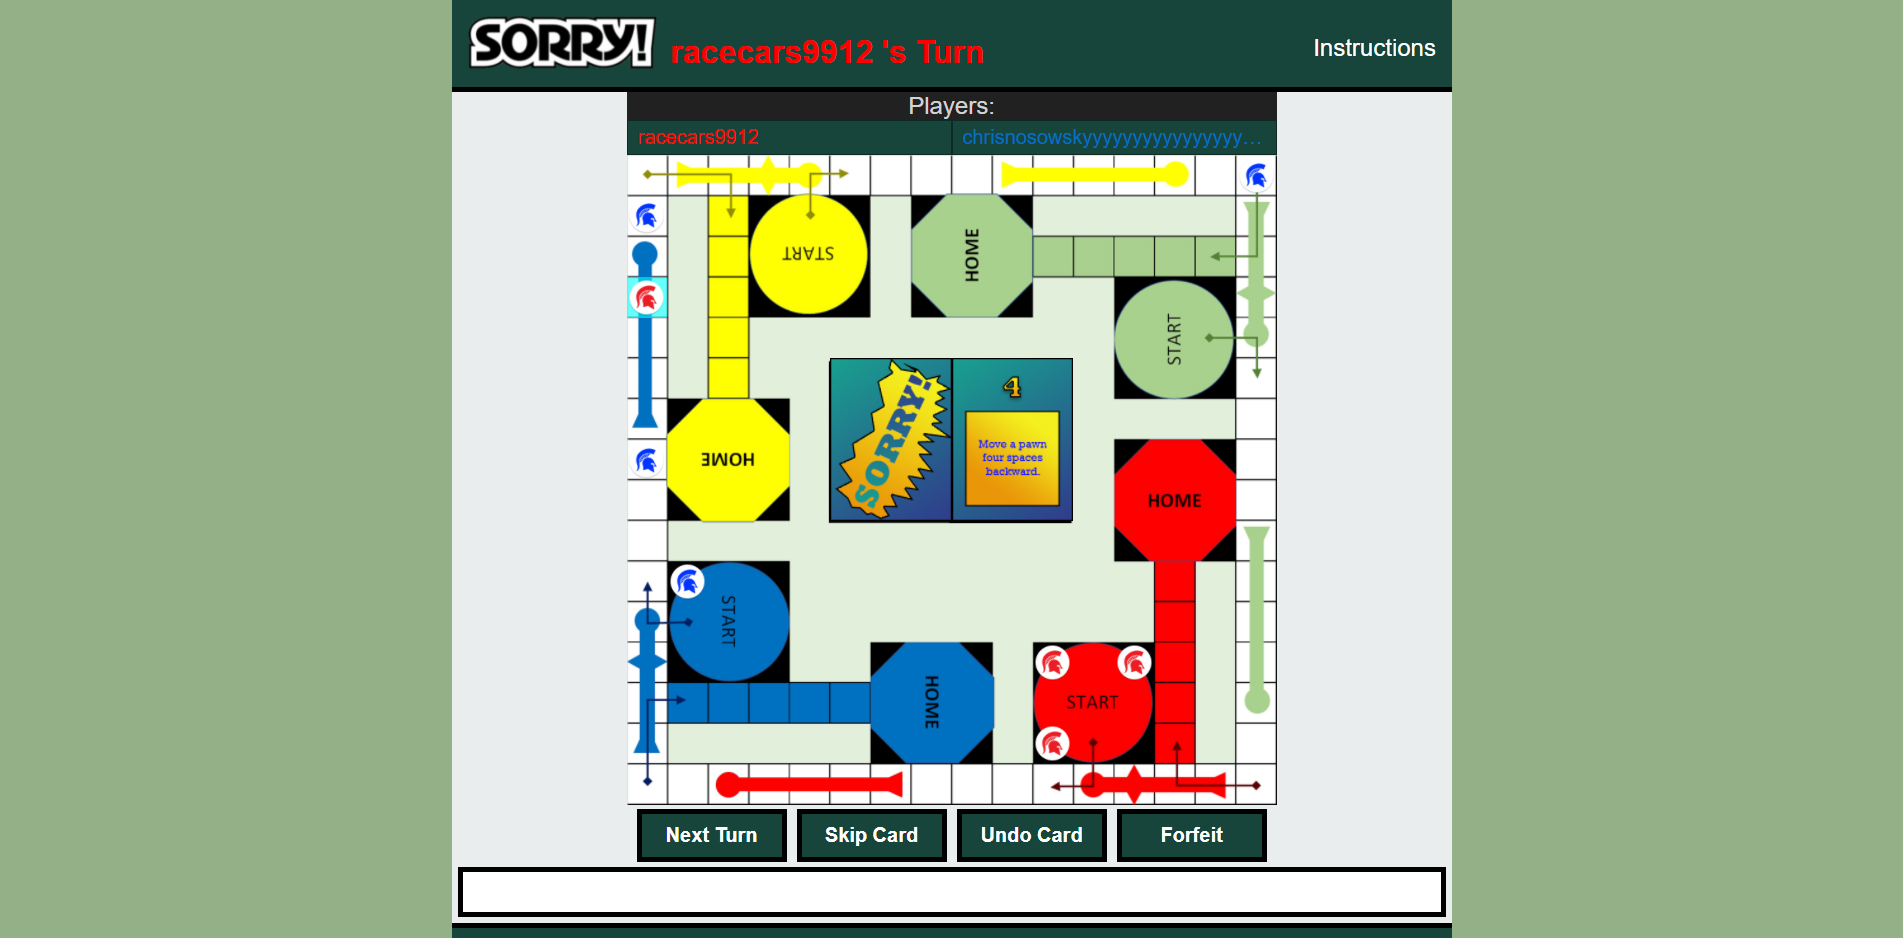 SORRY!
racecars9912 's Turn
Instructions
Players:
racecars9912
chrisnosowskyyyyyyyyyyyyyyyyy…
START
HOME
START
SORRY!
4
Move a pawn
four spaces
backward.
HOME
HOME
START
HOME
START
Next Turn
Skip Card
Undo Card
Forfeit